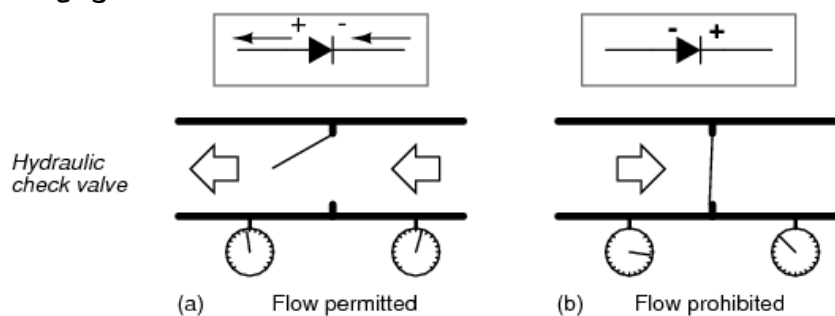 + -
- +
Hydraulic
check valve
(a) Flow permitted
(b) Flow prohibited